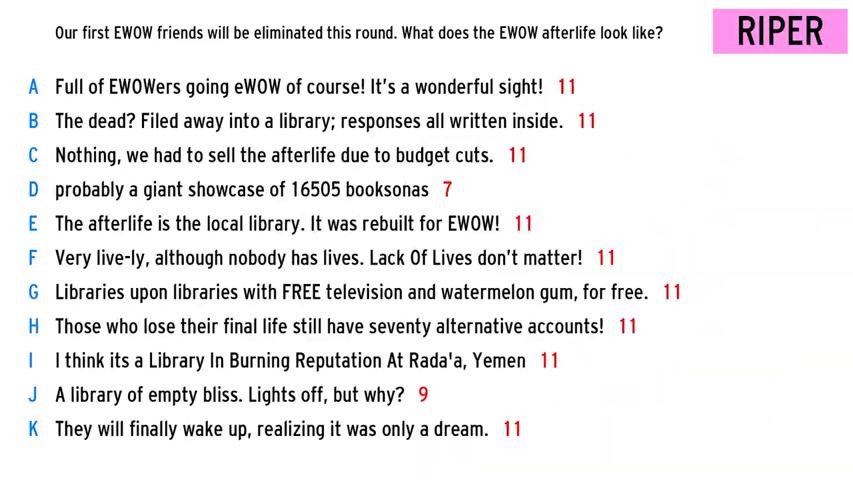 Our first EWOW friends will be eliminated this round. What does the EWOW afterlife look like?
RIPER
A Full of EWOWers going eWOW of course! It's a wonderful sight! 11
B The dead? Filed away into a library; responses all written inside. 11
C Nothing, we had to sell the afterlife due to budget cuts. 11
D probably a giant showcase of 16505 booksonas 7
E The afterlife is the local library. It was rebuilt for EWOW! 11
F Very live-ly, although nobody has lives. Lack Of Lives don't matter! 11
G Libraries upon libraries with FREE television and watermelon gum, for free. 11
H Those who lose their final life still have seventy alternative accounts! 11
I I think its a Library In Burning Reputation At Rada'a, Yemen 11
J A library of empty bliss. Lights off, but why? 9
K They will finally wake up, realizing it was only a dream. 11